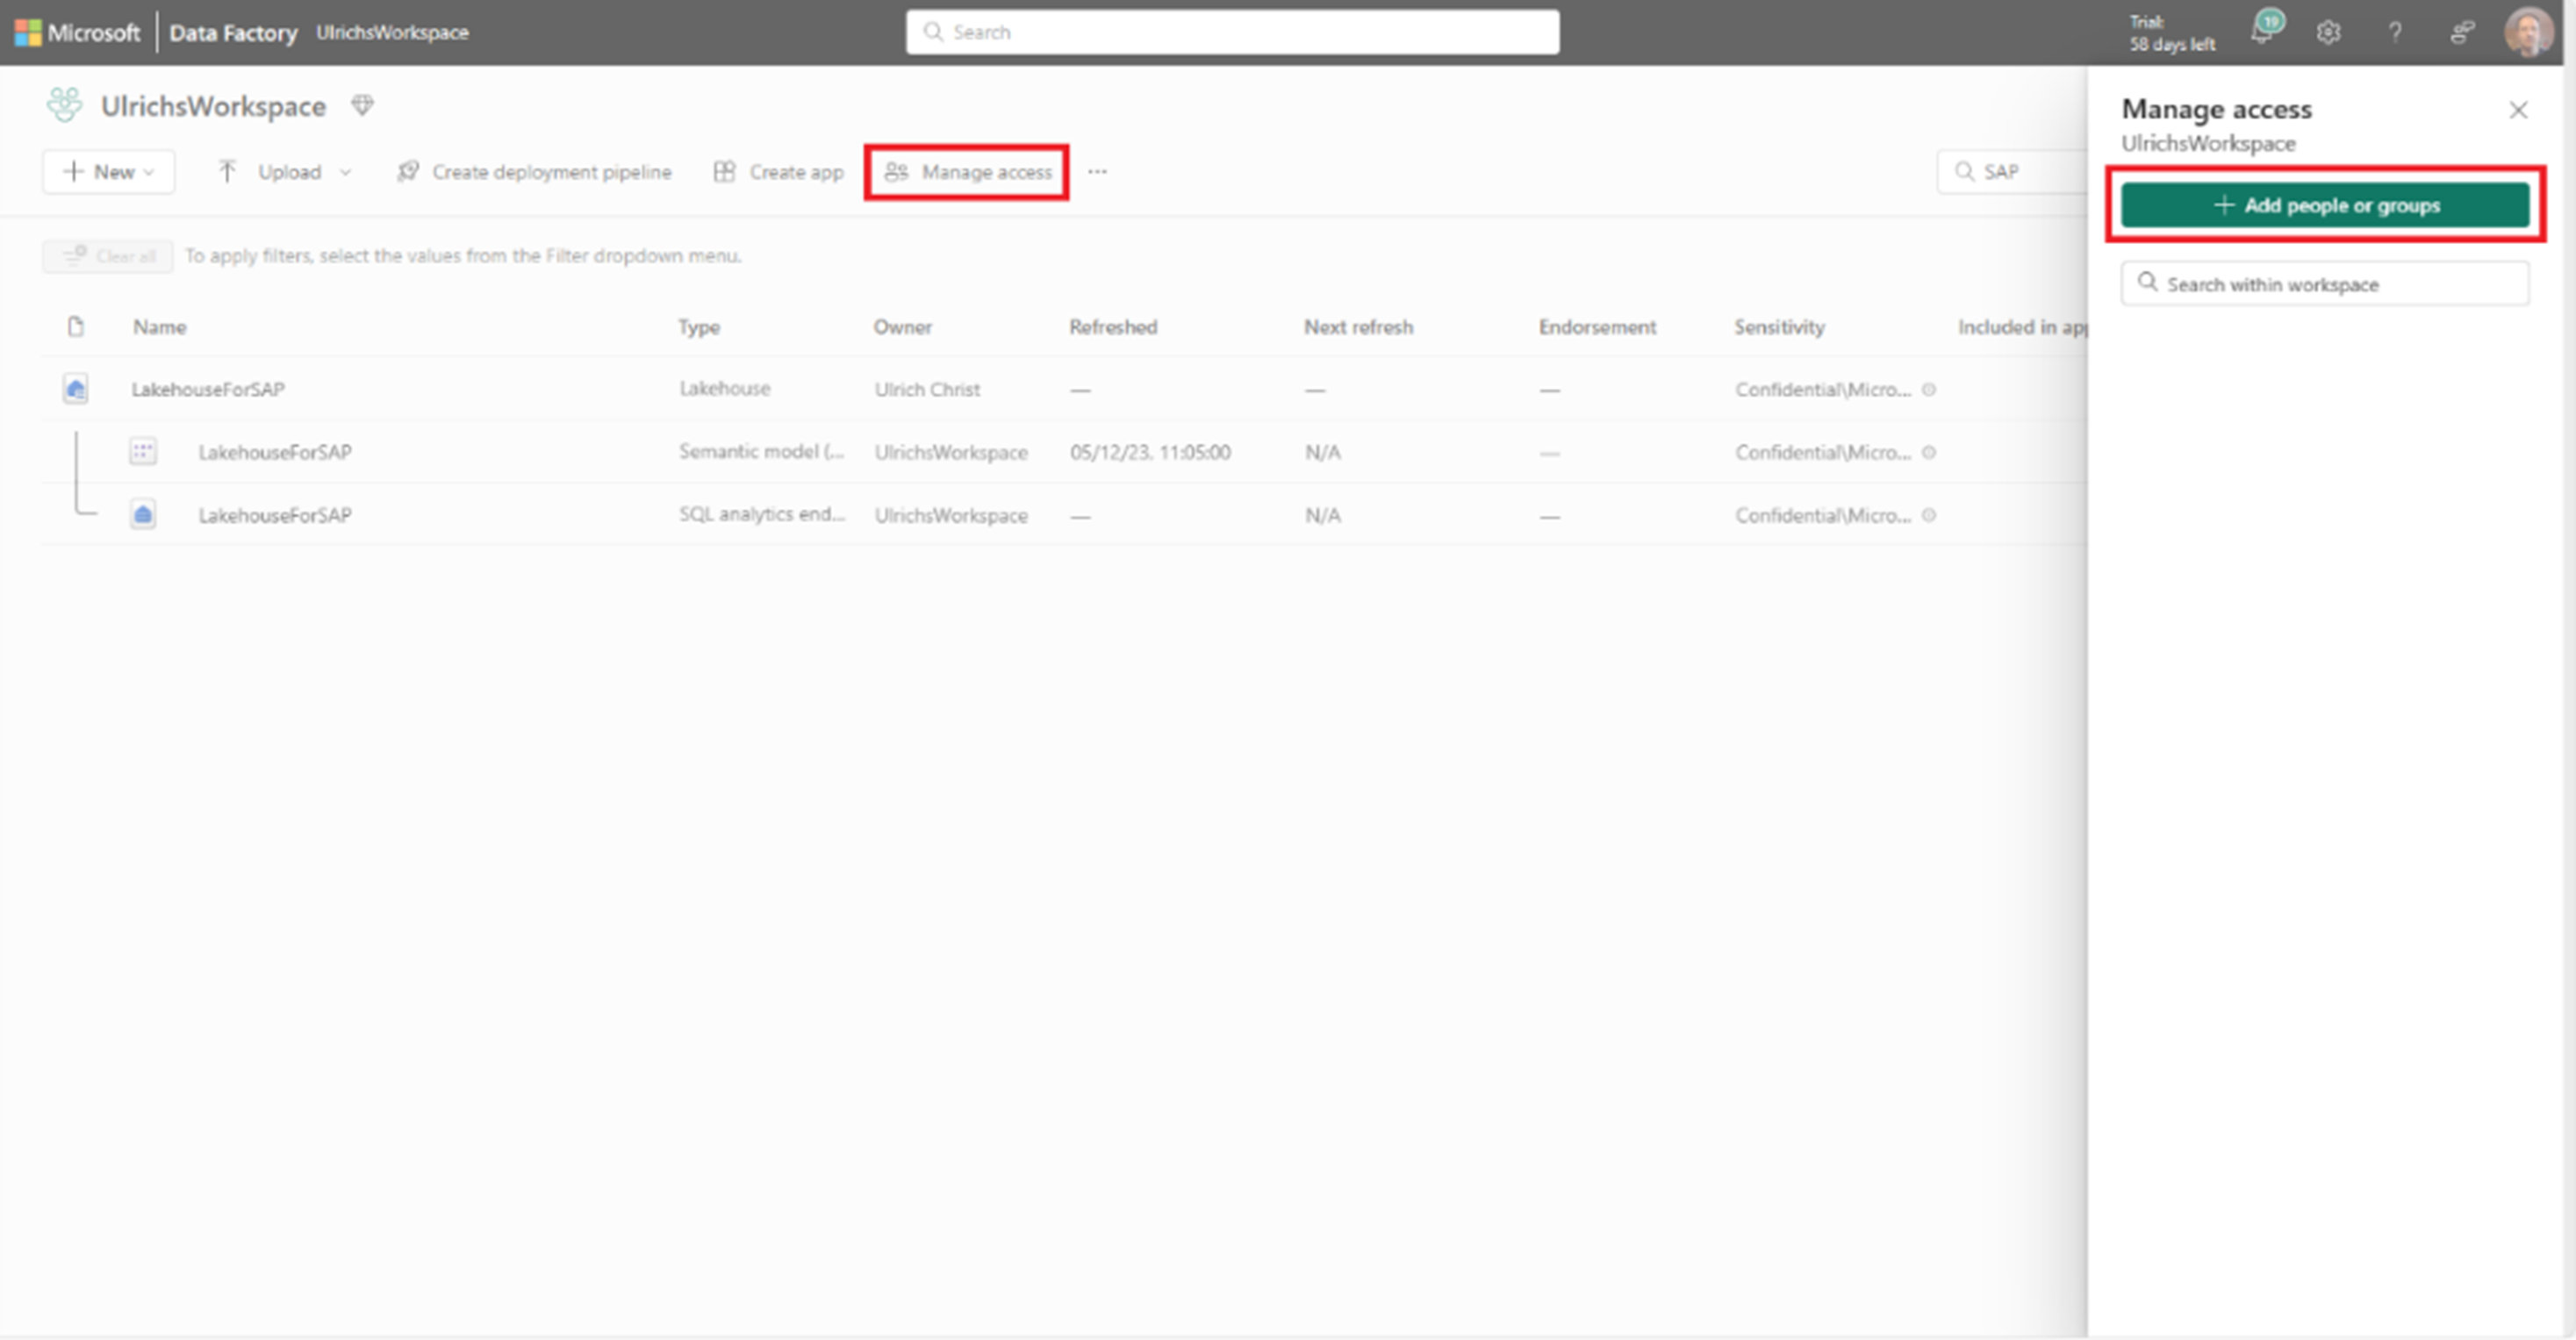 Microsoft Data Factory UlrichsWorkspace Search Trial: 19
58 days left
UlrichsWorkspace
New Upload Create deployment pipeline Create app Manage access ... SAP
Clear all To apply filters, select the values from the Filter dropdown menu.
Name Type Owner Refreshed Next refresh Endorsement Sensitivity Included in app
LakehouseForSAP Lakehouse Ulrich Christ — — — Confidential\Micro...
LakehouseForSAP Semantic model (... UlrichsWorkspace 05/12/23, 11:05:00 N/A — Confidential\Micro...
LakehouseForSAP SQL analytics end... UlrichsWorkspace — N/A — Confidential\Micro...
Manage access
UlrichsWorkspace
+ Add people or groups
Search within workspace